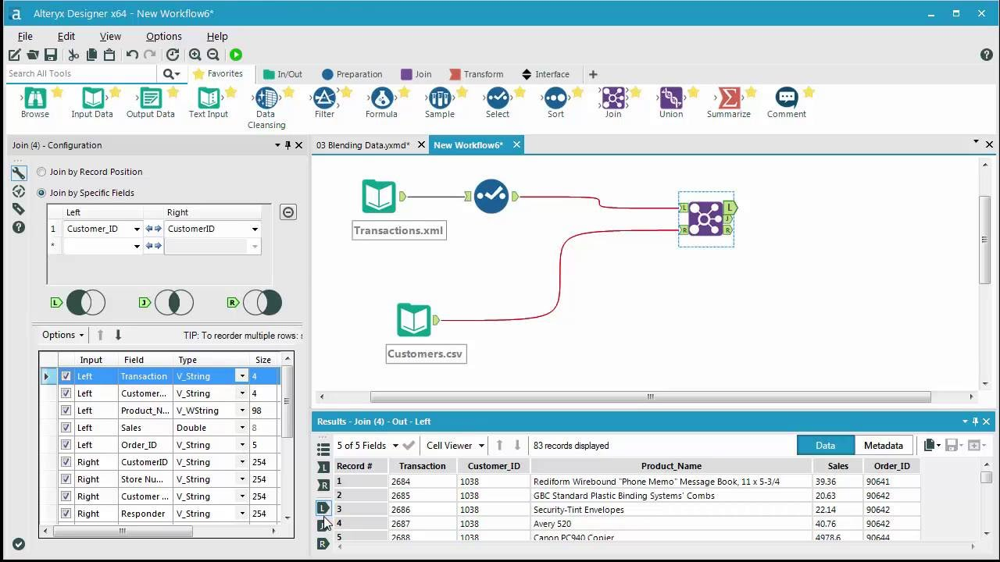 a Alteryx Designer x64 - New Workflow6*
File Edit View Options Help
Search All Tools Favorites In/Out Preparation Join Transform Interface
Browse Input Data Output Data Text Input Data Cleansing Filter Formula Sample Select Sort Join Union Summarize Comment
Join (4) - Configuration
03 Blending Data.yxmd* New Workflow6*
Join by Record Position
Join by Specific Fields
Left Right
1 Customer_ID CustomerID
*
L J R
Options TIP: To reorder multiple rows: s
Input Field Type Size
Left Transaction V_String 4
Left Customer... V_String 4
Left Product_N... V_WString 98
Left Sales Double 8
Left Order_ID V_String 5
Right CustomerID V_String 254
Right Store Num... V_String 254
Right Customer ... V_String 254
Right Responder V_String 254
Transactions.xml
L R L J R
Customers.csv
Results - Join (4) - Out - Left
5 of 5 Fields Cell Viewer 83 records displayed Data Metadata
L R L J R
Record # Transaction Customer_ID Product_Name Sales Order_ID
1 2684 1038 Rediform Wirebound "Phone Memo" Message Book, 11 x 5-3/4 39.36 90641
2 2685 1038 GBC Standard Plastic Binding Systems' Combs 20.63 90642
3 2686 1038 Security-Tint Envelopes 22.14 90642
4 2687 1038 Avery 520 40.76 90642
5 2688 1038 Canon PC940 Copier 4978.6 90644